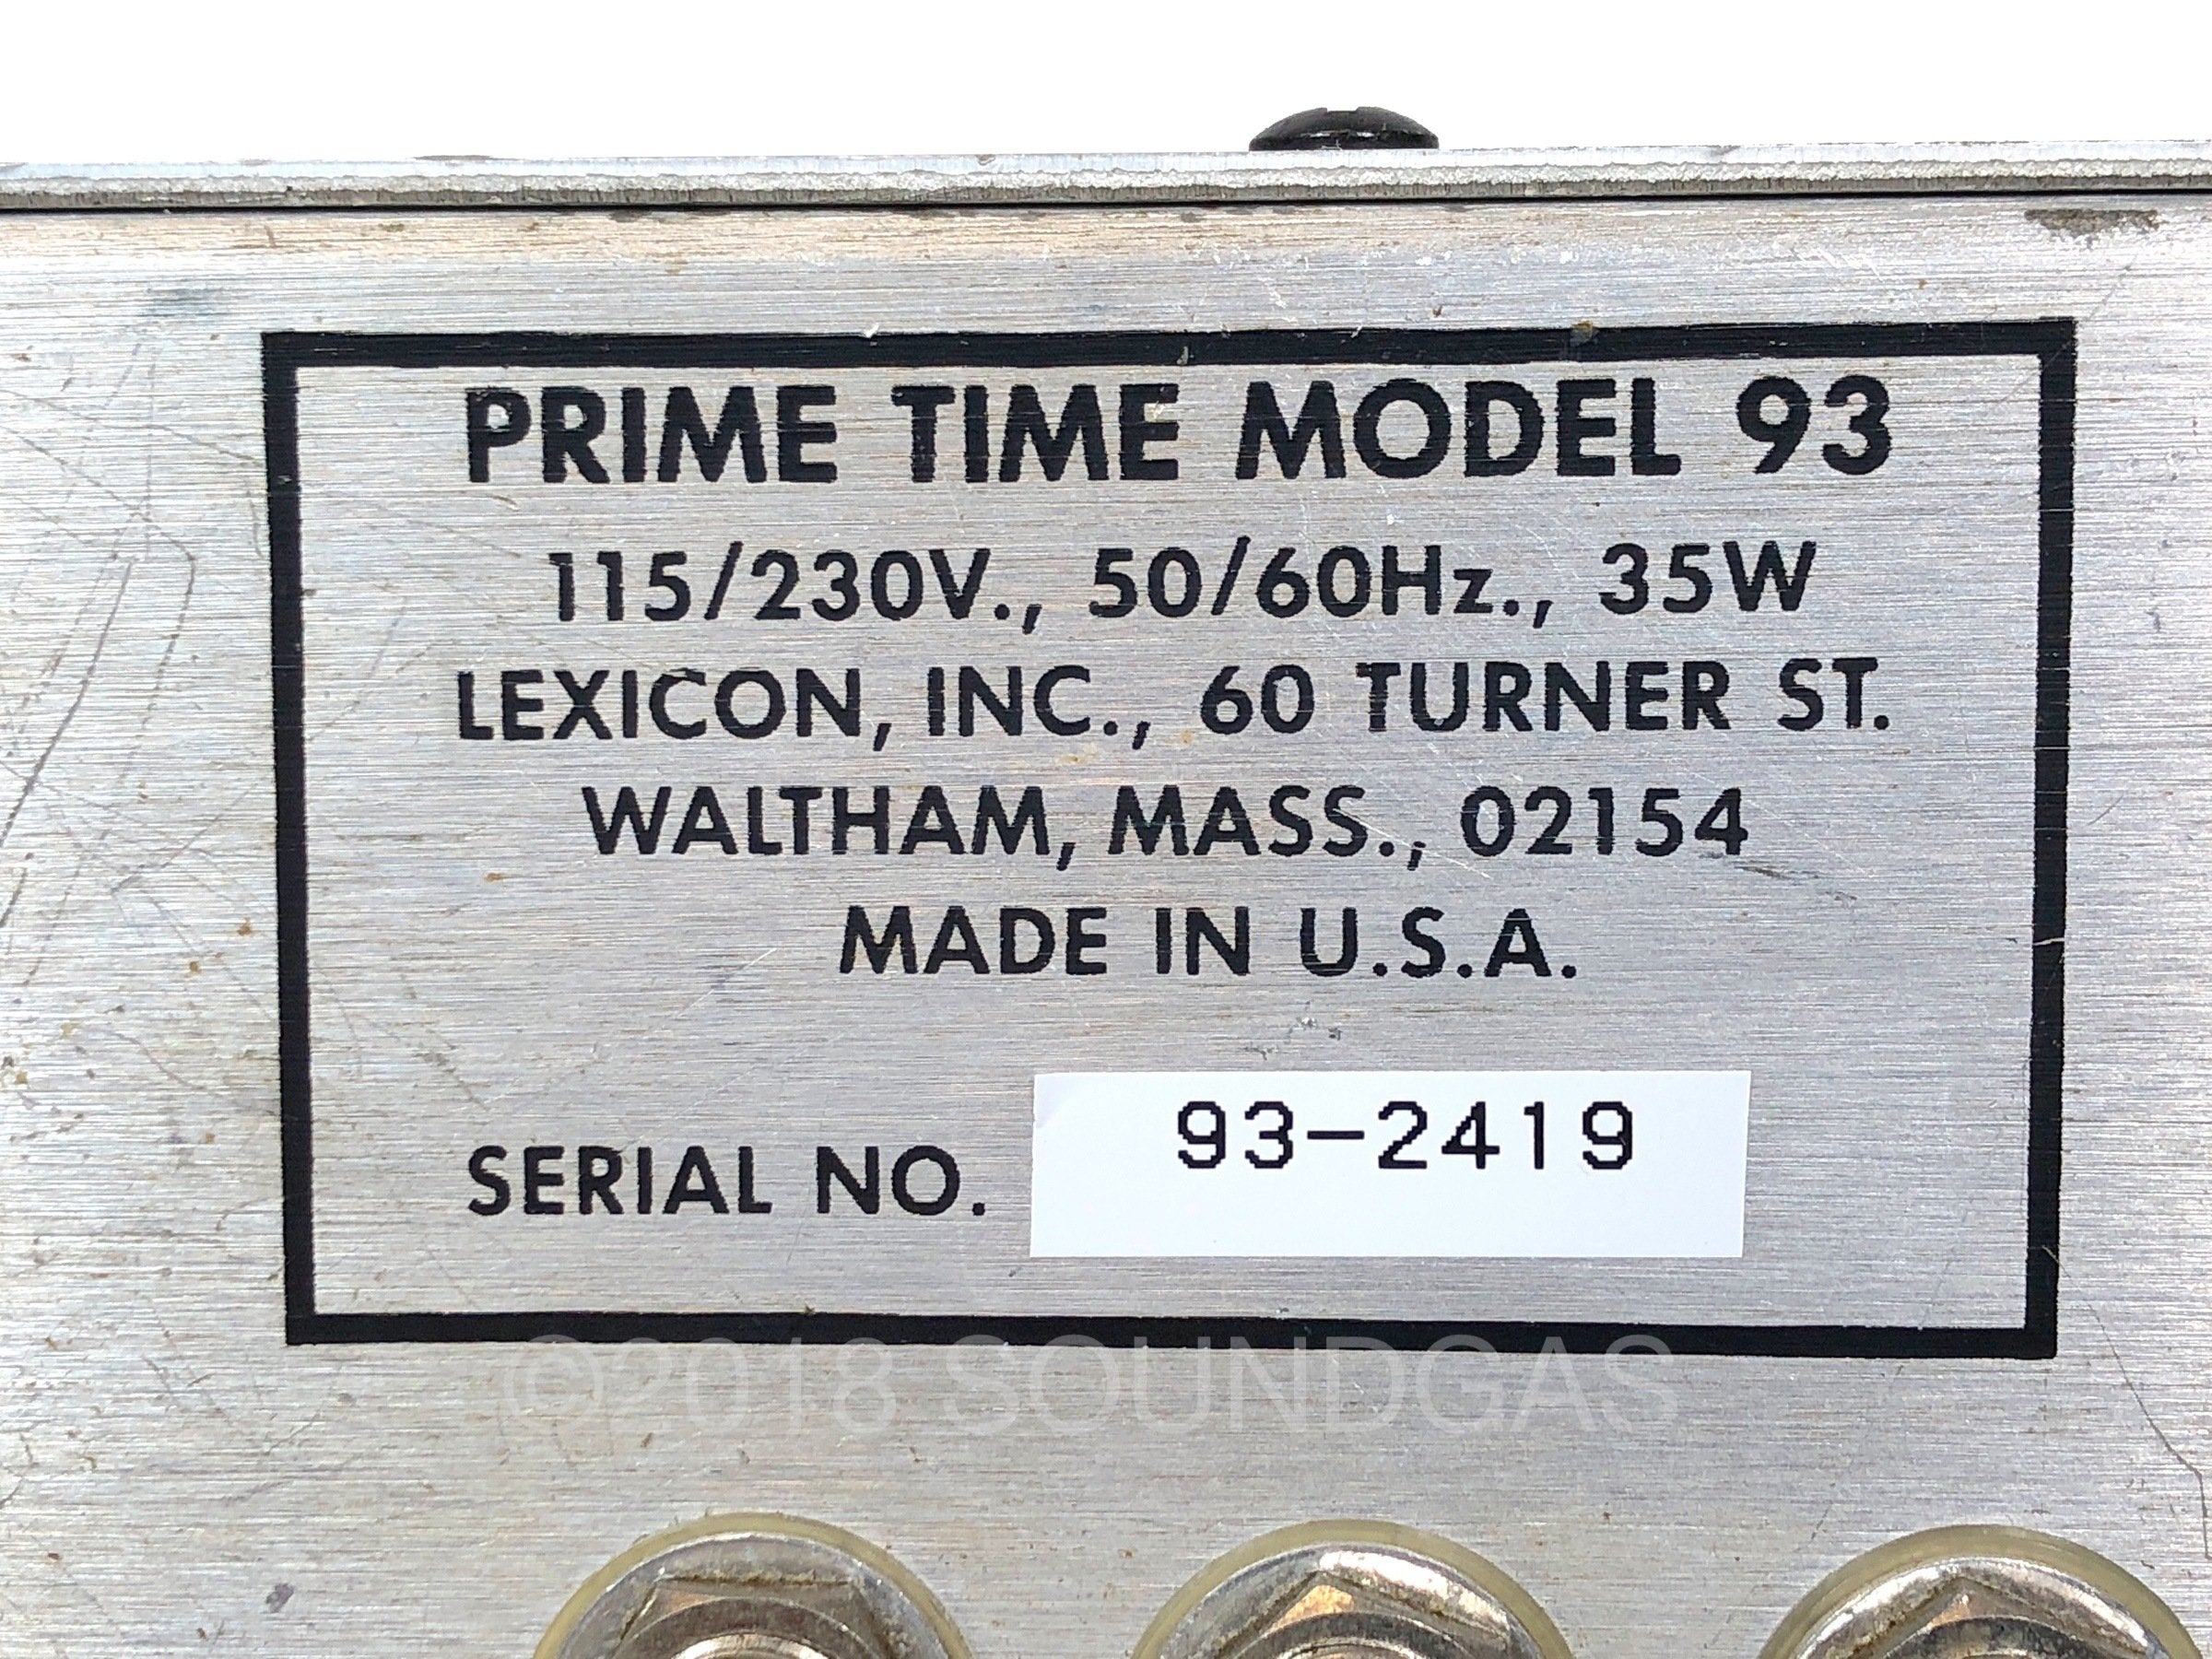 PRIME TIME MODEL 93
115/230V., 50/60Hz., 35W
LEXICON, INC., 60 TURNER ST.
WALTHAM, MASS., 02154
MADE IN U.S.A.
SERIAL NO. 93-2419
©2018 SOUNDGAS